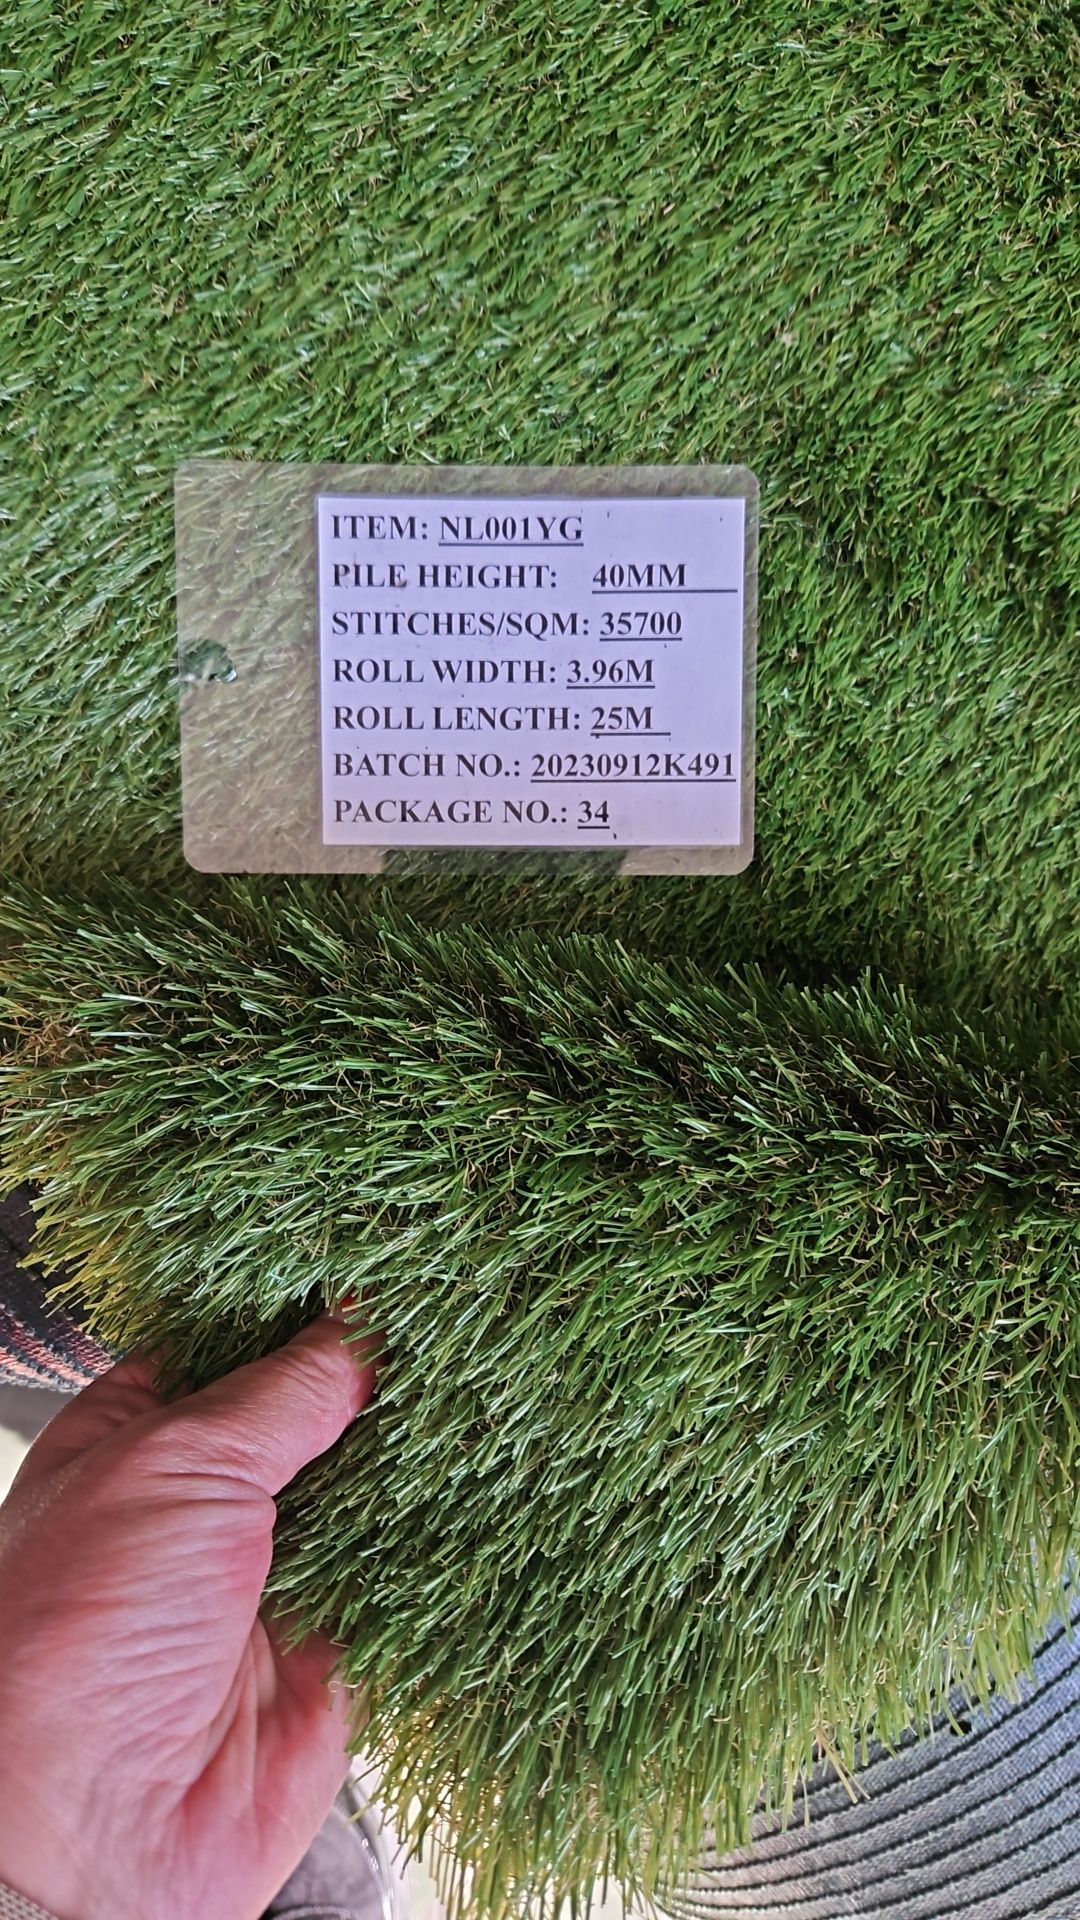 ITEM: NL001YG
PILE HEIGHT: 40MM
STITCHES/SQM: 35700
ROLL WIDTH: 3.96M
ROLL LENGTH: 25M
BATCH NO.: 20230912K491
PACKAGE NO.: 34